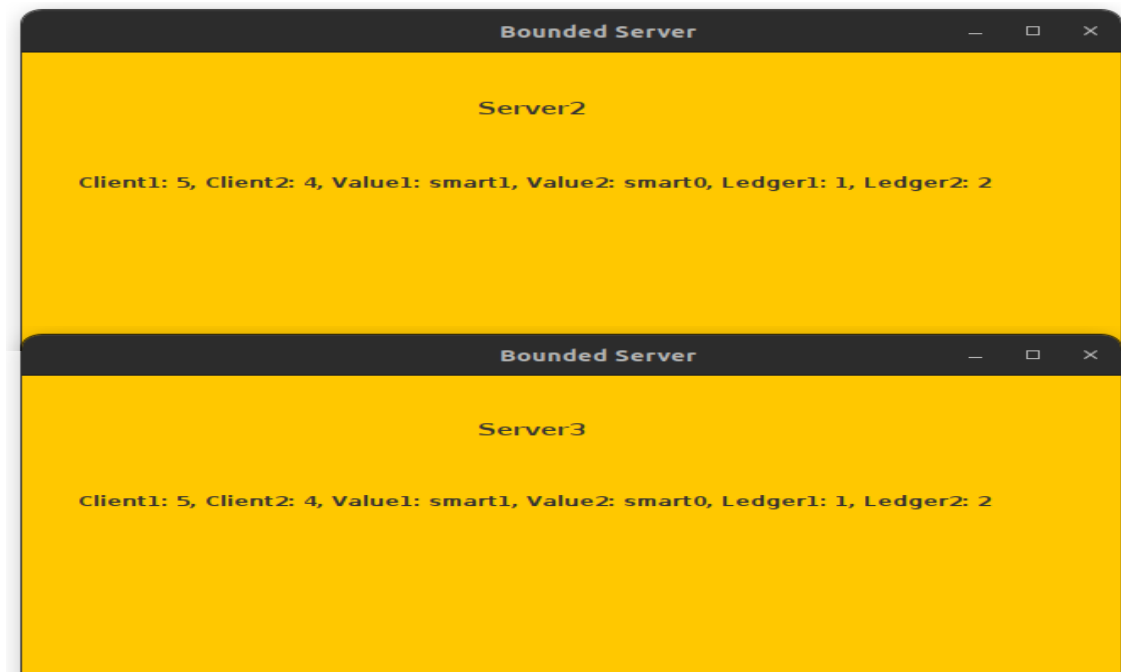 Bounded Server
Server2
Client1: 5, Client2: 4, Value1: smart1, Value2: smart0, Ledger1: 1, Ledger2: 2
Bounded Server
Server3
Client1: 5, Client2: 4, Value1: smart1, Value2: smart0, Ledger1: 1, Ledger2: 2